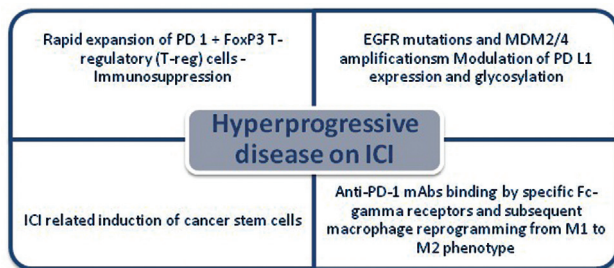 Rapid expansion of PD 1 + FoxP3 T-
regulatory (T-reg) cells -
Immunosuppression
EGFR mutations and MDM2/4
amplificationsm Modulation of PD L1
expression and glycosylation
Hyperprogressive
disease on ICI
ICI related induction of cancer stem cells
Anti-PD-1 mAbs binding by specific Fc-
gamma receptors and subsequent
macrophage reprogramming from M1 to
M2 phenotype